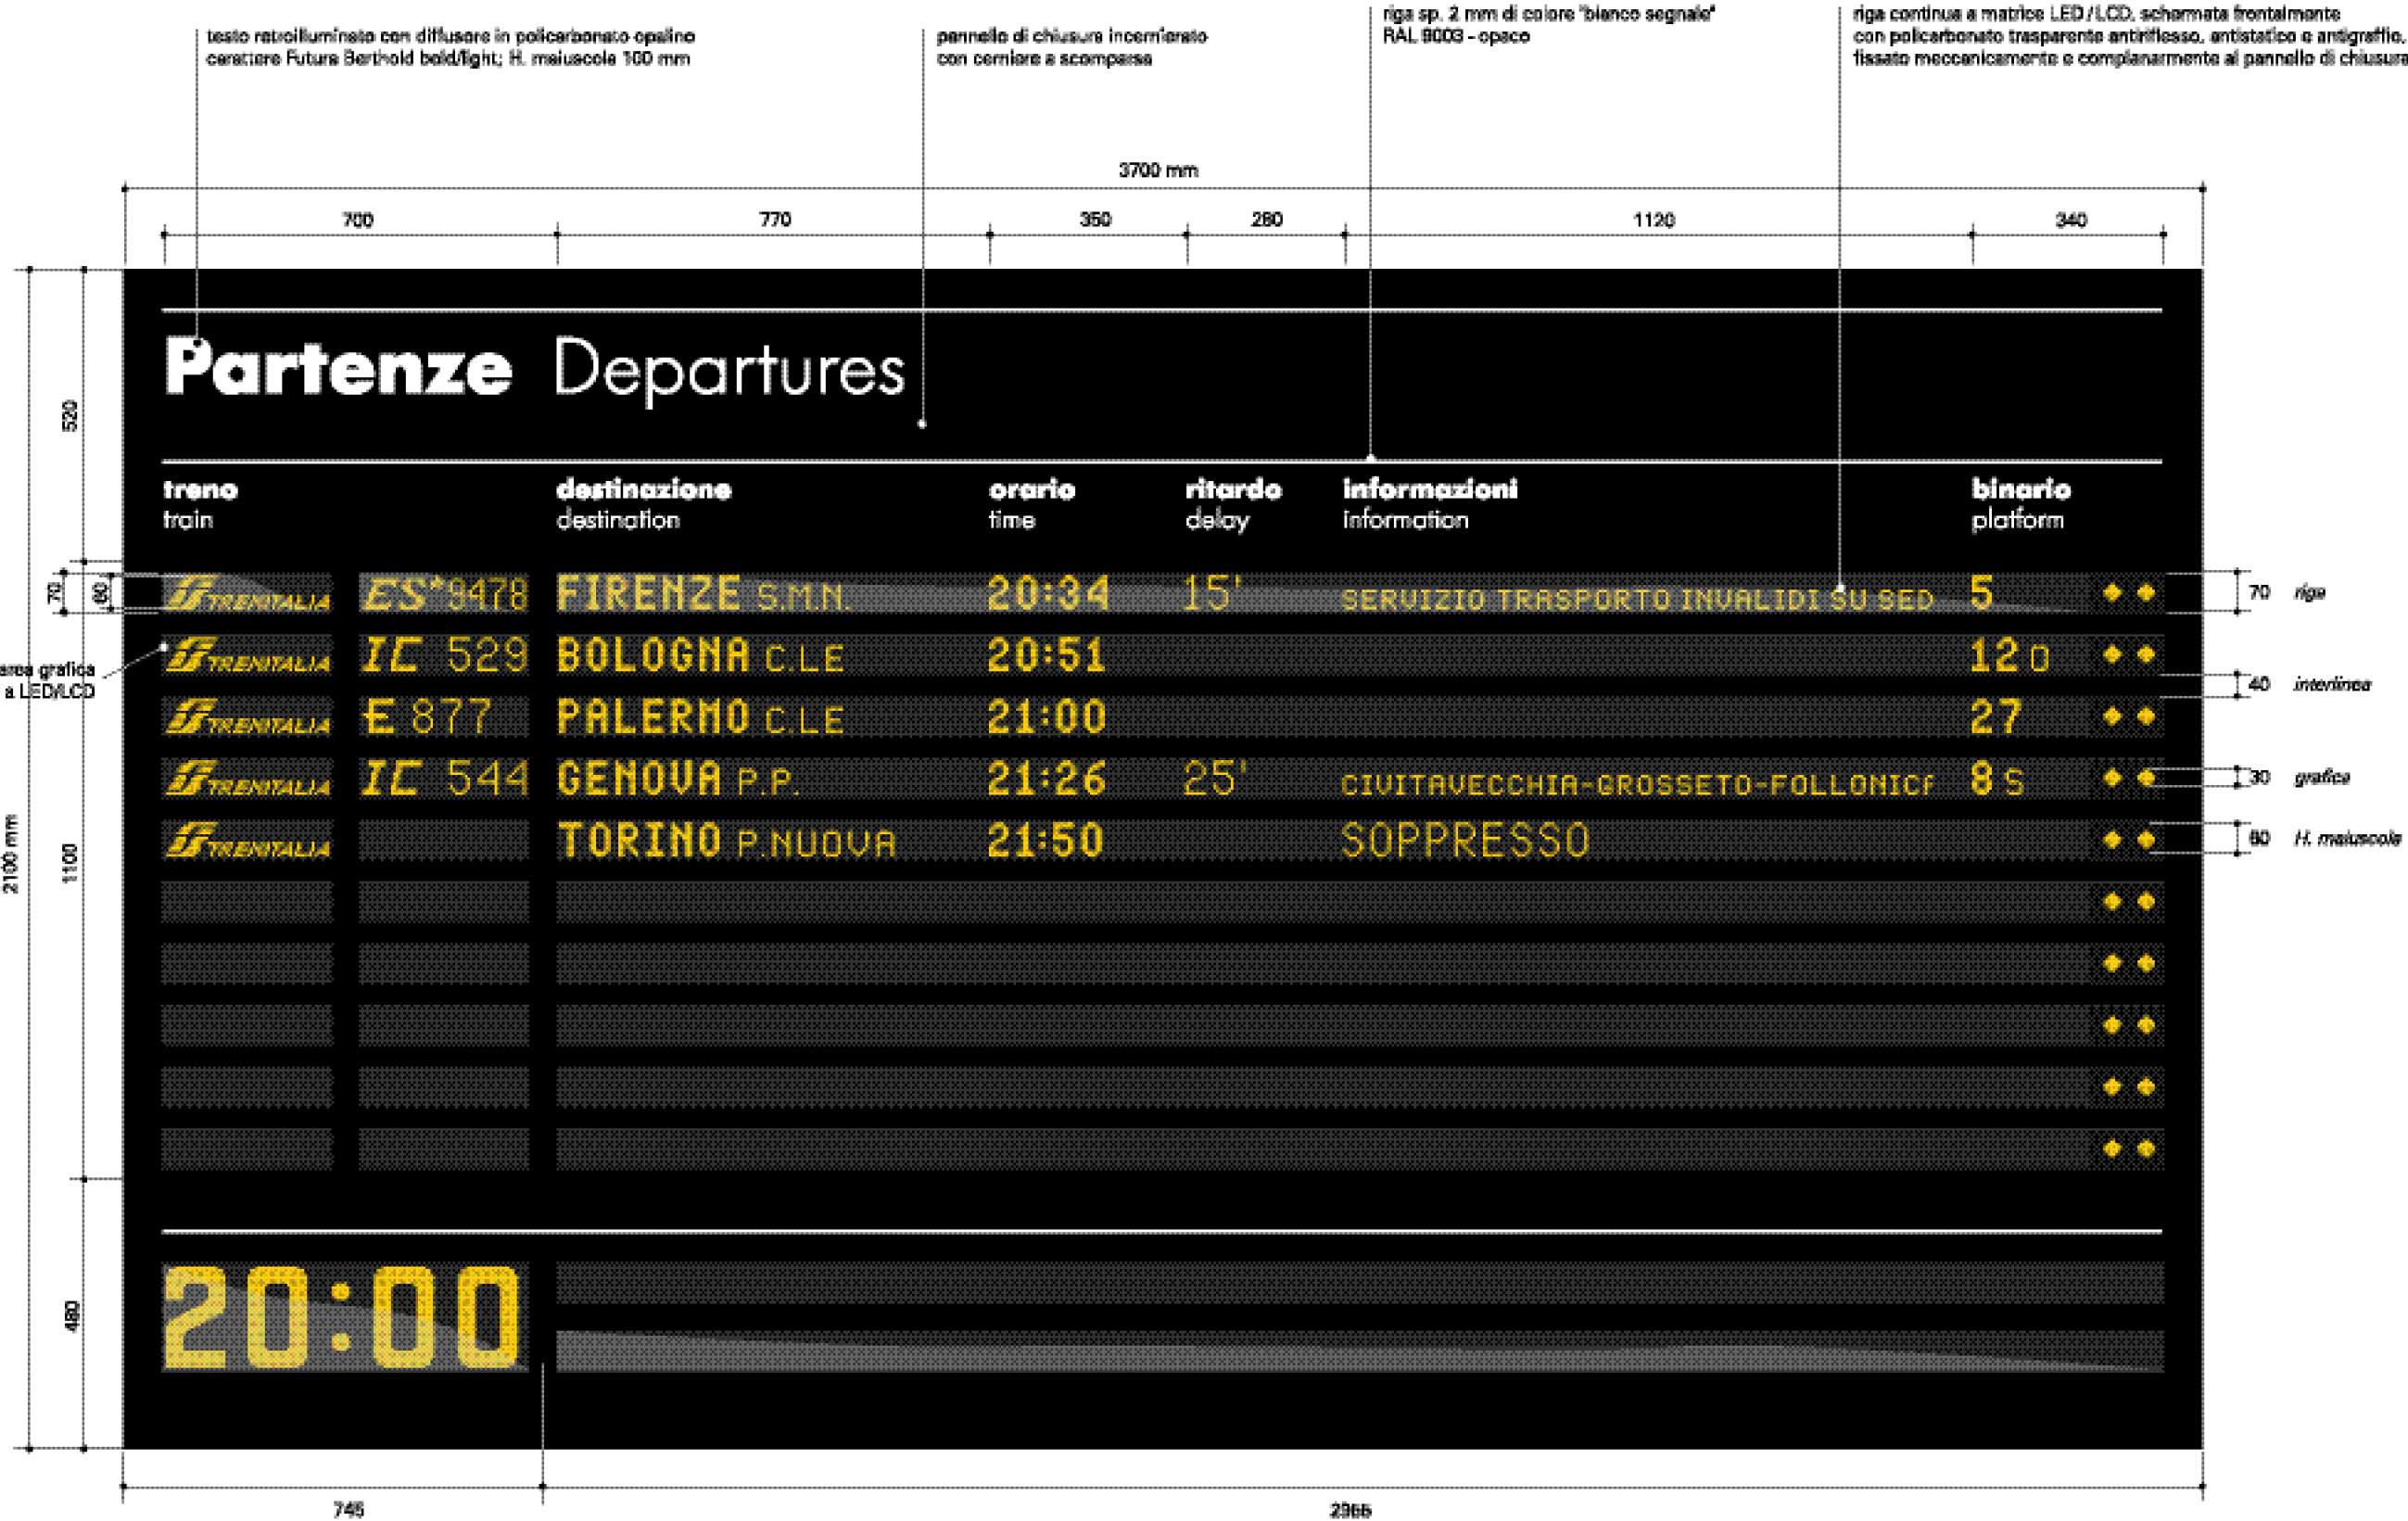 testo retroilluminato con diffusore in policarbonato opalino
carattere Futura Berthold bold/light; H. maiuscole 100 mm
pannello di chiusura incernierato
con cerniere a scomparsa
riga sp. 2 mm di colore "bianco segnale"
RAL 9003 - opaco
riga continua a matrice LED/LCD, schermata frontalmente
con policarbonato trasparente antiriflesso, antistatico e antigraffio,
fissato meccanicamente e complanarmente al pannello di chiusura
3700 mm
700 770 350 280 1120 340
Partenze Departures
520
treno destinazione orario ritardo informazioni binario
train destination time delay information platform
70 60
TRENITALIA ES*9478 FIRENZE S.M.N. 20:34 15' SERVIZIO TRASPORTO INVALIDI SU SED 5
70 riga
TRENITALIA IC 529 BOLOGNA C.LE 20:51 12 O
area grafica
a LED/LCD
40 interlinea
TRENITALIA E 877 PALERMO C.LE 21:00 27
TRENITALIA IC 544 GENOVA P.P. 21:26 25' CIVITAVECCHIA-GROSSETO-FOLLONICA 8 S
30 grafica
TRENITALIA TORINO P.NUOVA 21:50 SOPPRESSO
60 H. maiuscole
2100 mm
1100
480
20:00
745 2955